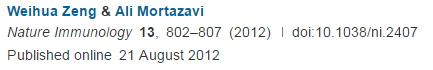 Weihua Zeng & Ali Mortazavi
Nature Immunology 13, 802–807 (2012) | doi:10.1038/ni.2407
Published online 21 August 2012